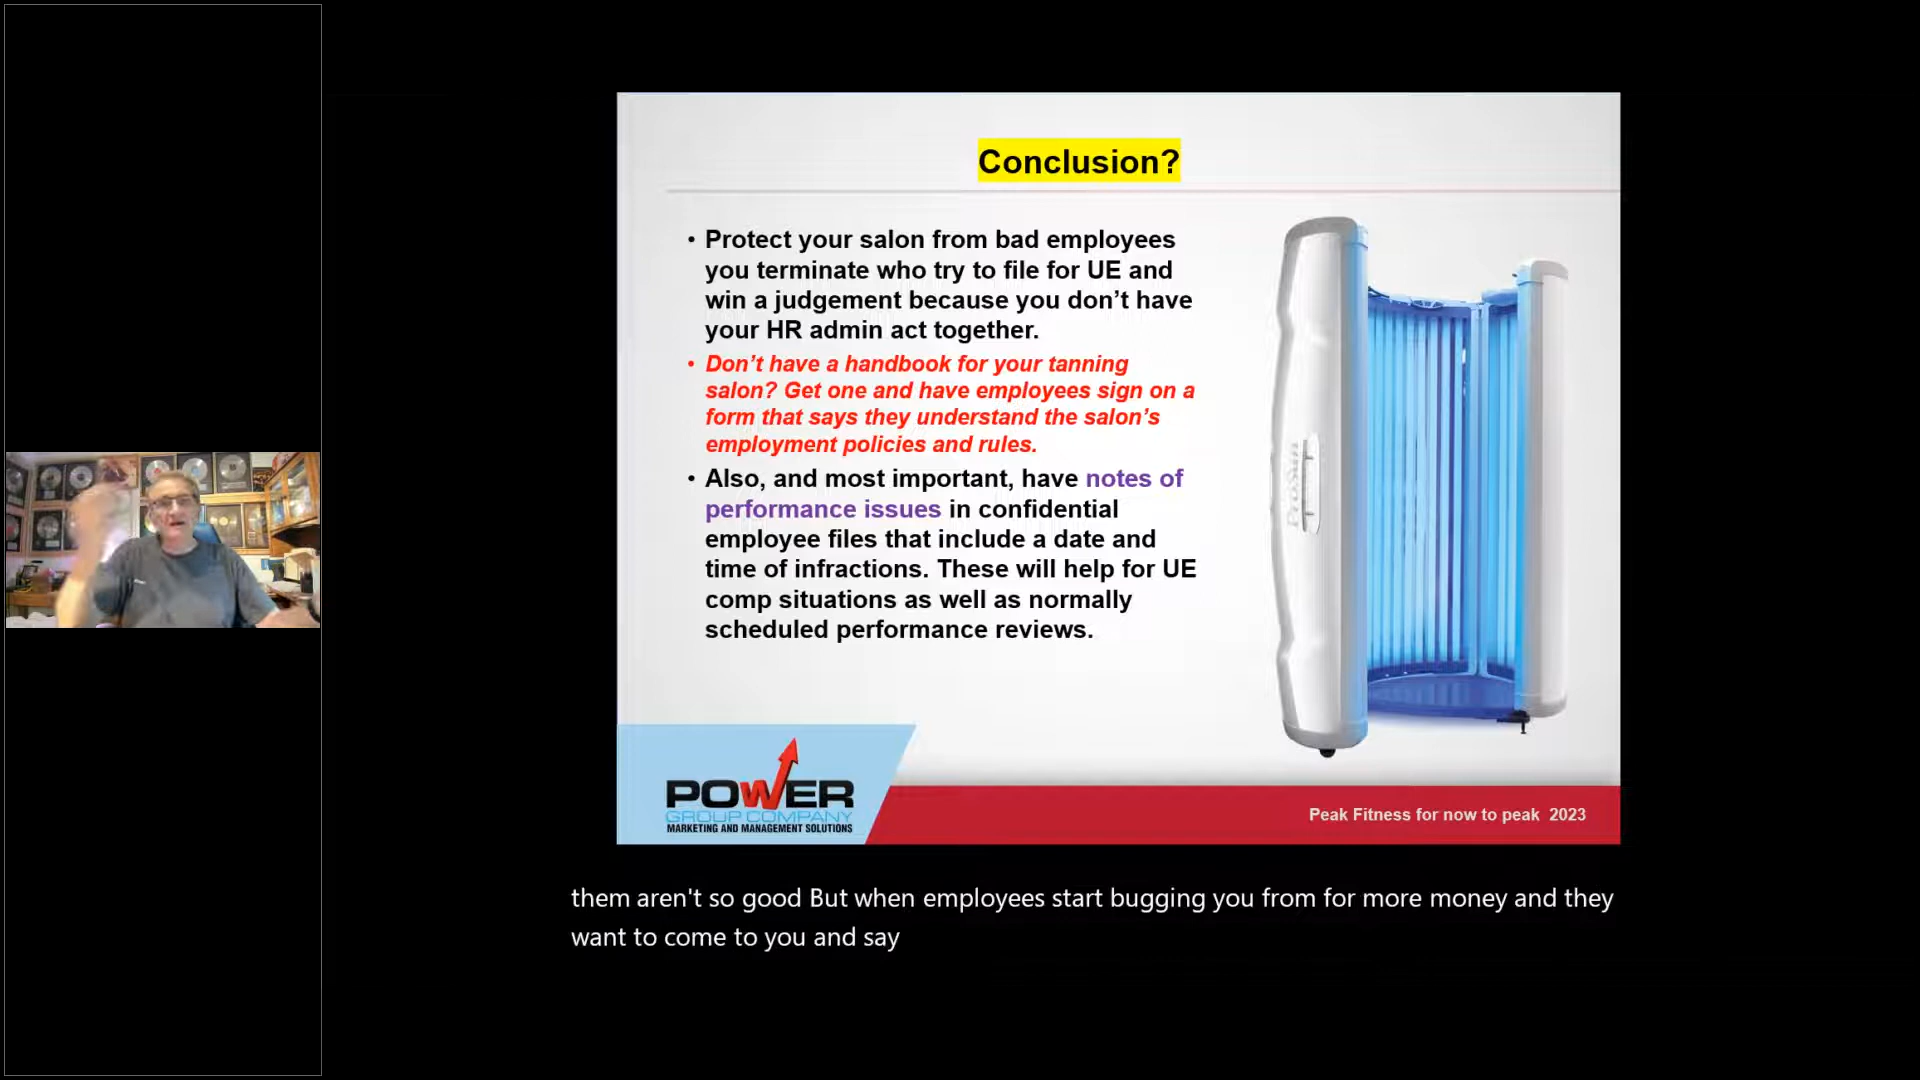 Conclusion?
• Protect your salon from bad employees
you terminate who try to file for UE and
win a judgement because you don’t have
your HR admin act together.
• Don’t have a handbook for your tanning
salon? Get one and have employees sign on a
form that says they understand the salon’s
employment policies and rules.
• Also, and most important, have notes of
performance issues in confidential
employee files that include a date and
time of infractions. These will help for UE
comp situations as well as normally
scheduled performance reviews.
ProSun
POWER
GROUP COMPANY
MARKETING AND MANAGEMENT SOLUTIONS
Peak Fitness for now to peak 2023
them aren't so good But when employees start bugging you from for more money and they
want to come to you and say